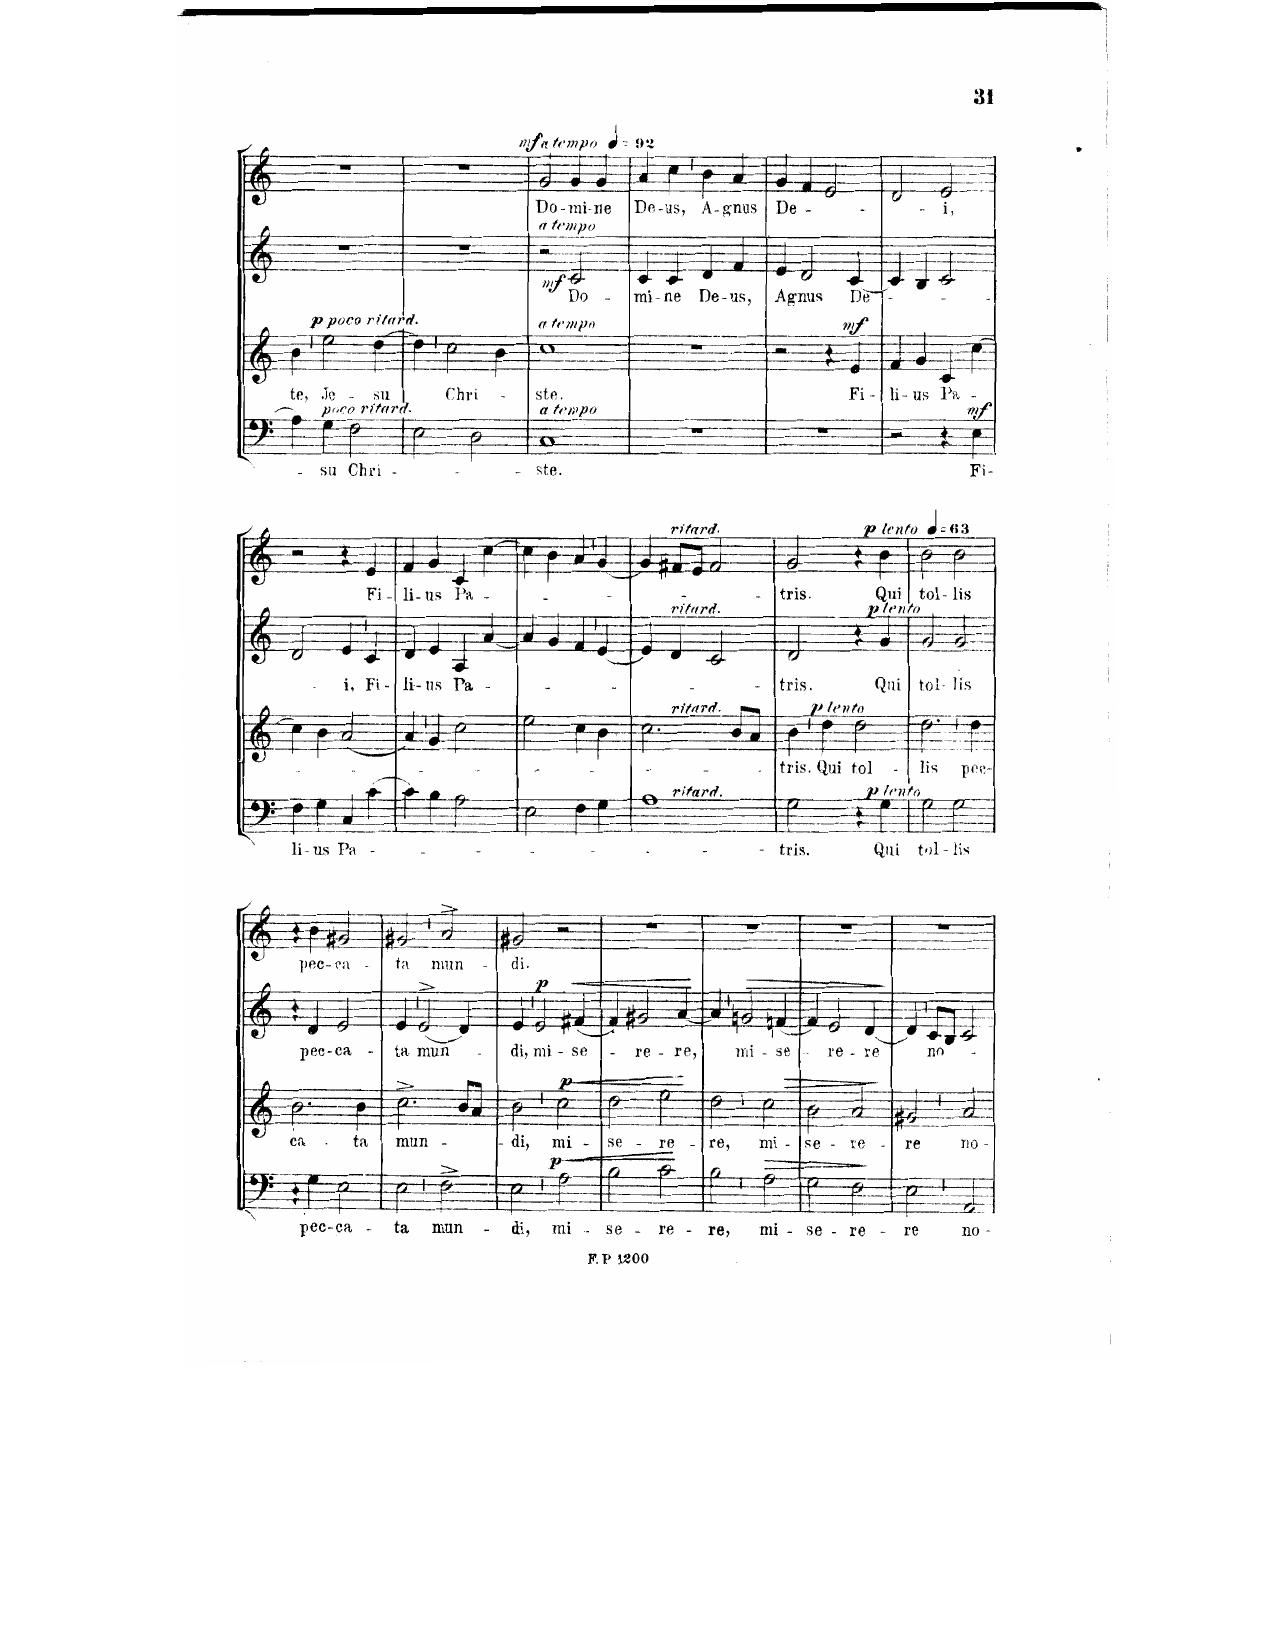 31
mf a tempo ♩ = 92
Do-mi-ne De-us, A-gnus De - - - i,
a tempo
mf Do - mi-ne De-us, Agnus De - - -
p poco ritard. a tempo mf
te, Je - su Chri - ste. Fi - li-us Pa -
poco ritard. a tempo mf
- su Chri - - - ste. Fi-
ritard. p lento ♩ = 63
Fi - li-us Pa - - - - - - tris. Qui tol-lis
ritard. p lento
- i, Fi - li-us Pa - - - - - tris. Qui tol-lis
ritard. p lento
- - - - - - - - tris. Qui tol - lis pec-
ritard. p lento
li-us Pa - - - - - - - tris. Qui tol-lis
pec-ca - ta mun - di.
p
pec-ca - ta mun - di, mi - se - re - re, mi - se - re - re no -
p
ca - ta mun - di, mi - se - re - re, mi - se - re - re no -
p
pec-ca - ta mun - di, mi - se - re - re, mi - se - re - re no -
F. P 1200